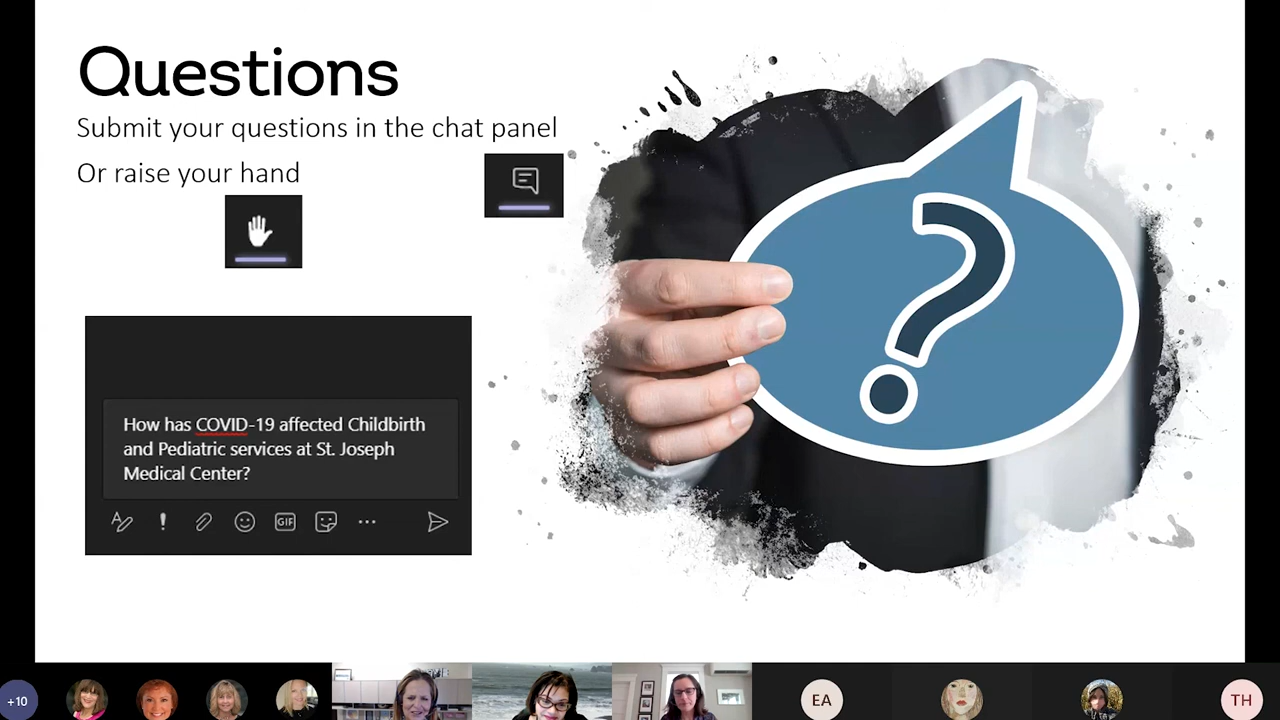 Questions
Submit your questions in the chat panel
Or raise your hand
How has COVID-19 affected Childbirth
and Pediatric services at St. Joseph
Medical Center?
GIF
+10
EA
TH